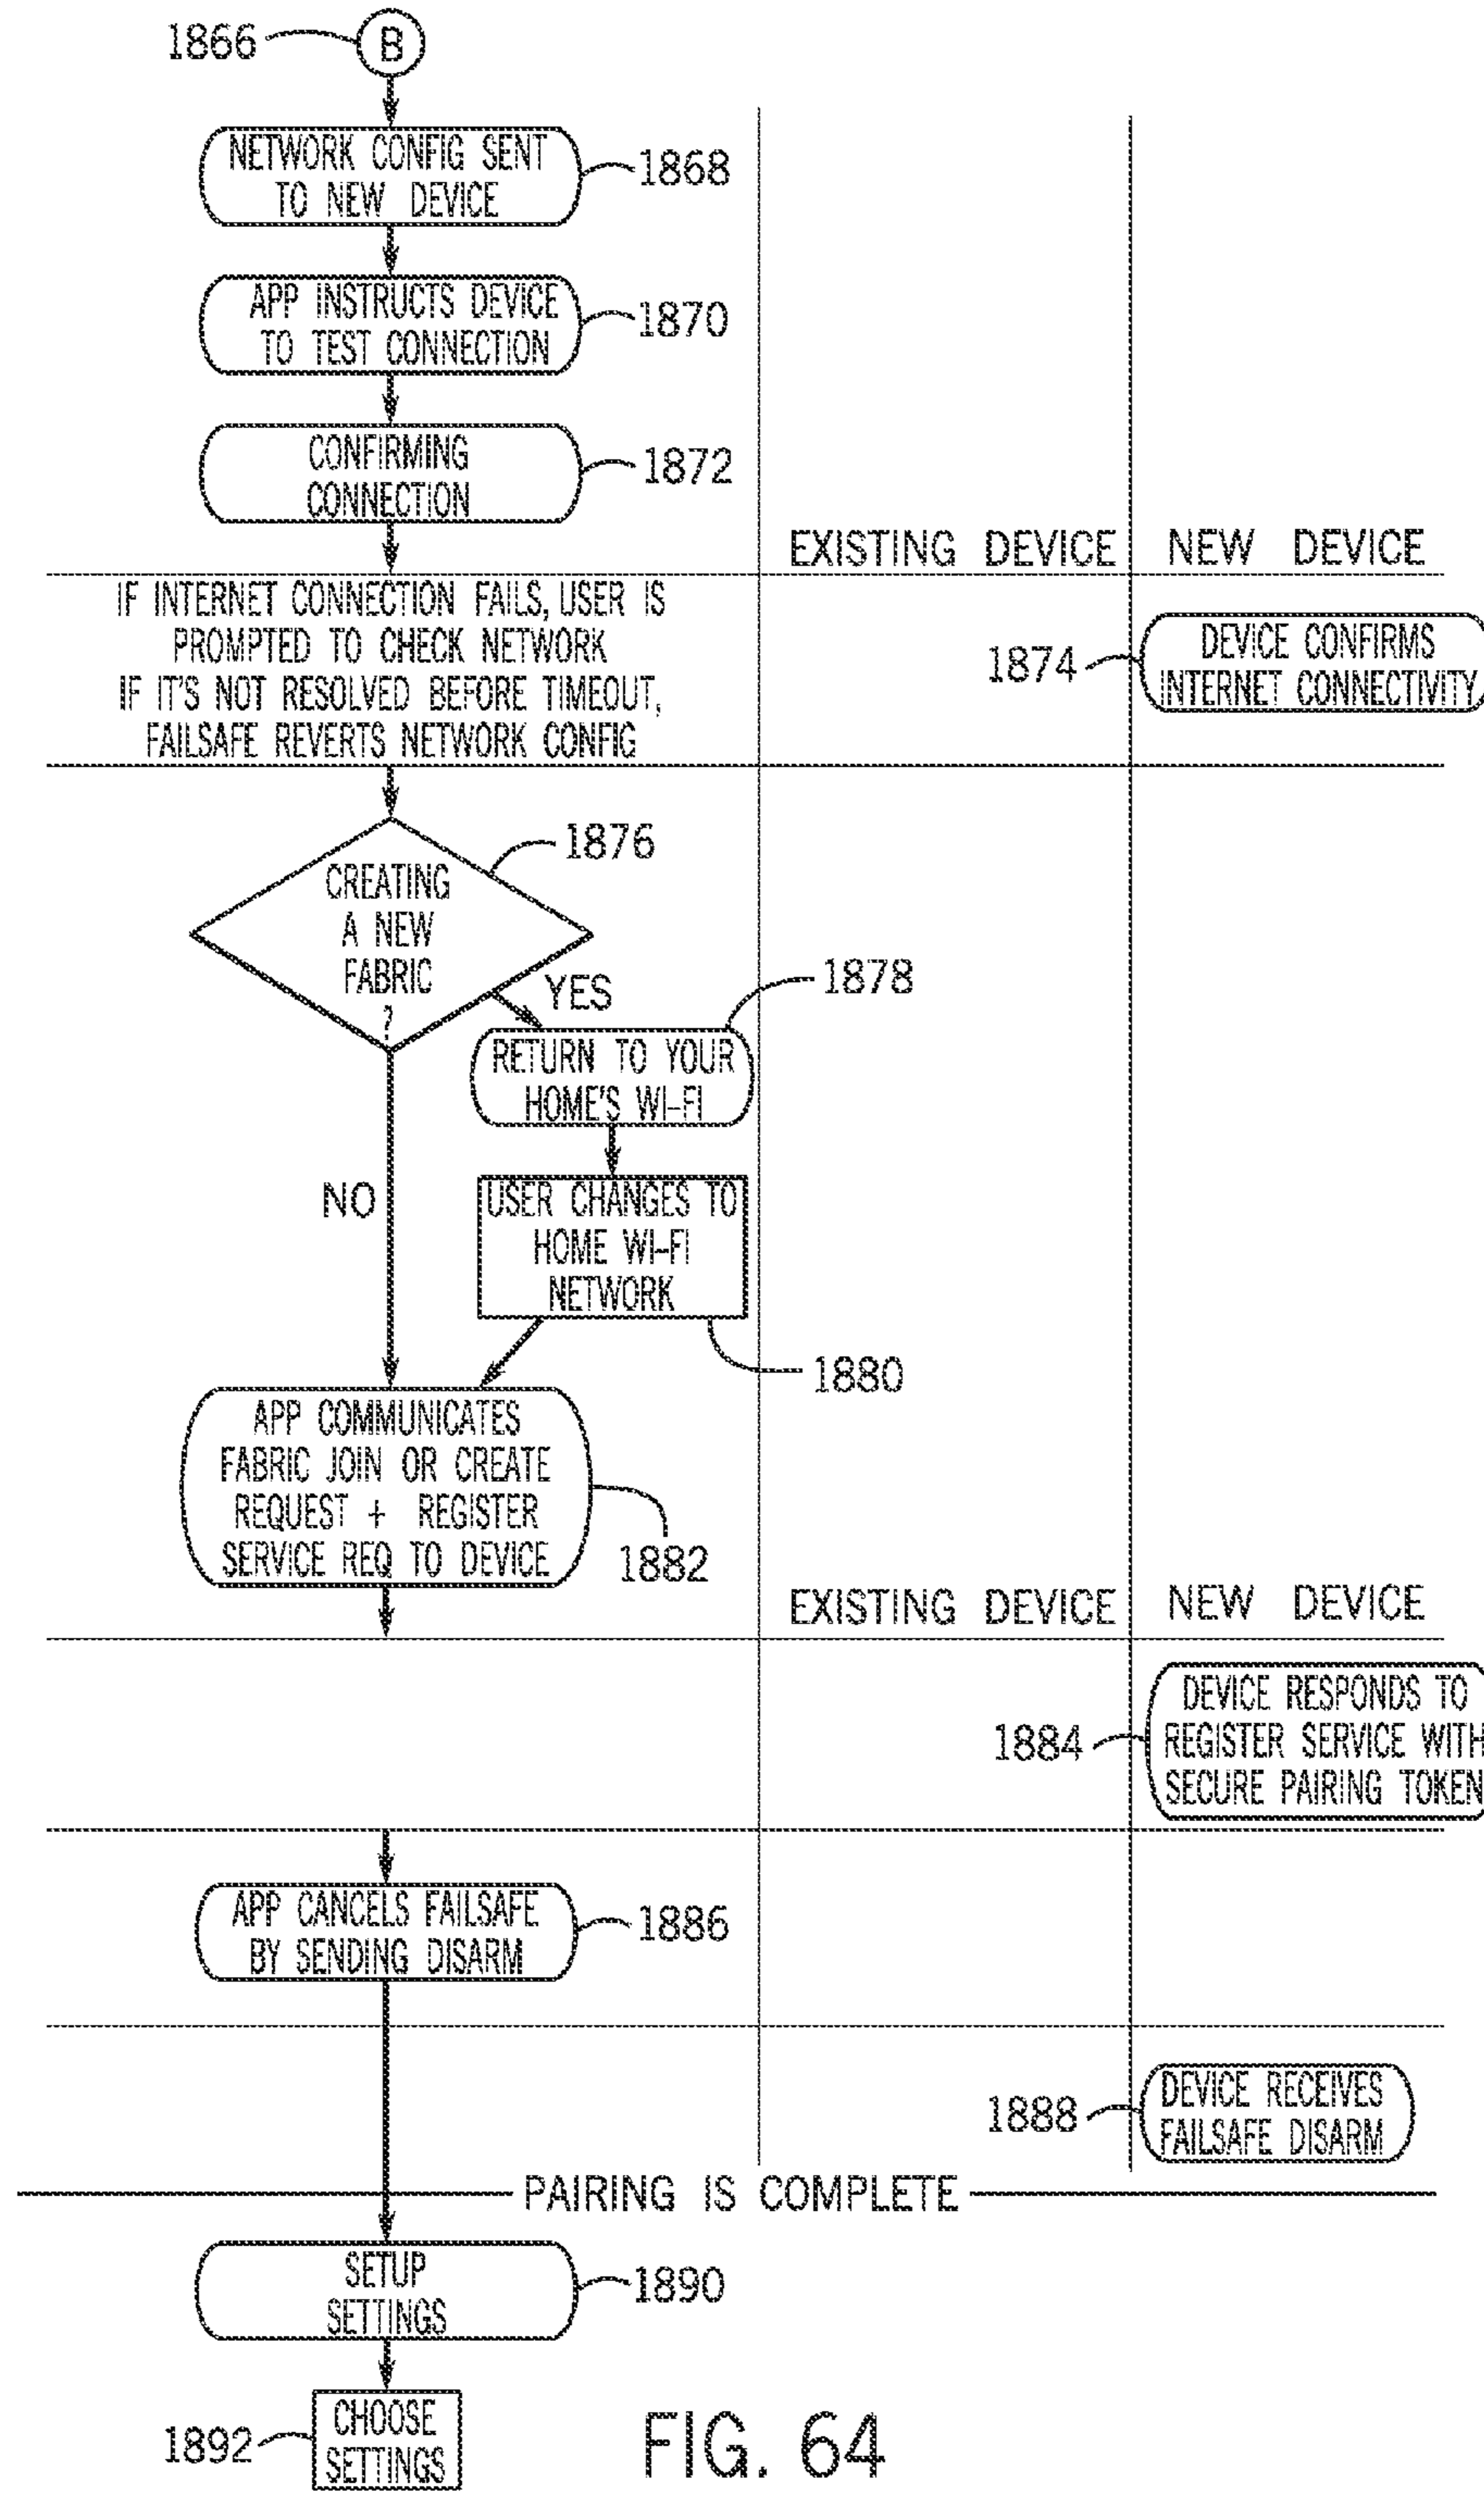 1866
B
NETWORK CONFIG SENT
TO NEW DEVICE
1868
APP INSTRUCTS DEVICE
TO TEST CONNECTION
1870
CONFIRMING
CONNECTION
1872
EXISTING DEVICE
NEW DEVICE
IF INTERNET CONNECTION FAILS, USER IS
PROMPTED TO CHECK NETWORK
IF IT'S NOT RESOLVED BEFORE TIMEOUT,
FAILSAFE REVERTS NETWORK CONFIG
1874
DEVICE CONFIRMS
INTERNET CONNECTIVITY
1876
CREATING
A NEW
FABRIC
?
YES
1878
RETURN TO YOUR
HOME'S WI-FI
NO
USER CHANGES TO
HOME WI-FI
NETWORK
1880
APP COMMUNICATES
FABRIC JOIN OR CREATE
REQUEST + REGISTER
SERVICE REQ TO DEVICE
1882
EXISTING DEVICE
NEW DEVICE
1884
DEVICE RESPONDS TO
REGISTER SERVICE WITH
SECURE PAIRING TOKEN
APP CANCELS FAILSAFE
BY SENDING DISARM
1886
1888
DEVICE RECEIVES
FAILSAFE DISARM
PAIRING IS COMPLETE
SETUP
SETTINGS
1890
1892
CHOOSE
SETTINGS
FIG. 64